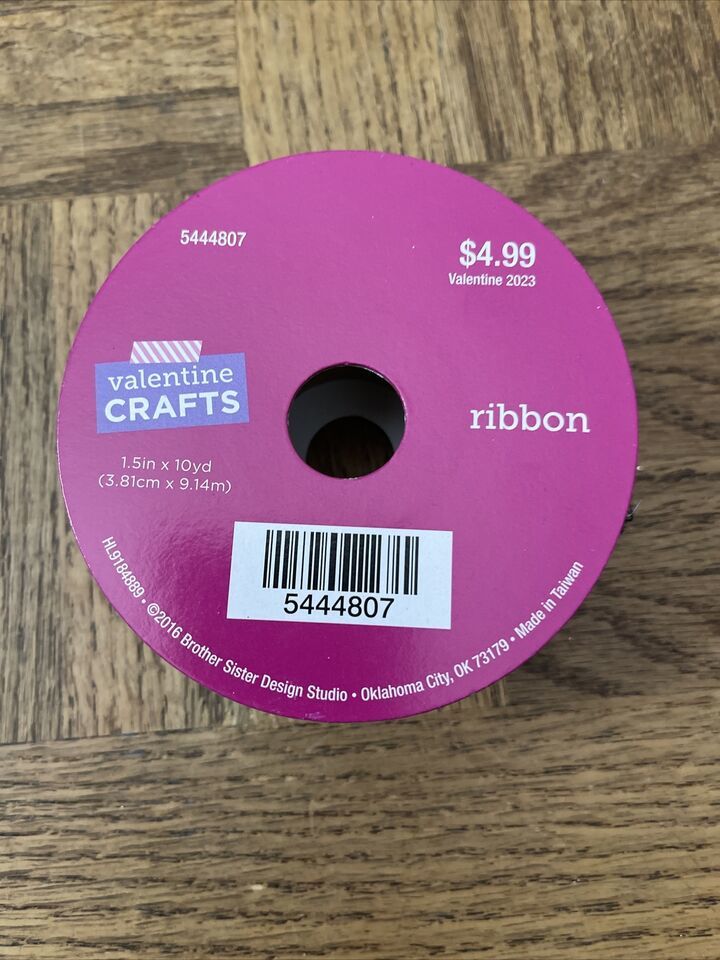 5444807
$4.99
Valentine 2023
valentine
CRAFTS
ribbon
1.5in x 10yd
(3.81cm x 9.14m)
5444807
HL9184889 • ©2016 Brother Sister Design Studio • Oklahoma City, OK 73179 • Made in Taiwan